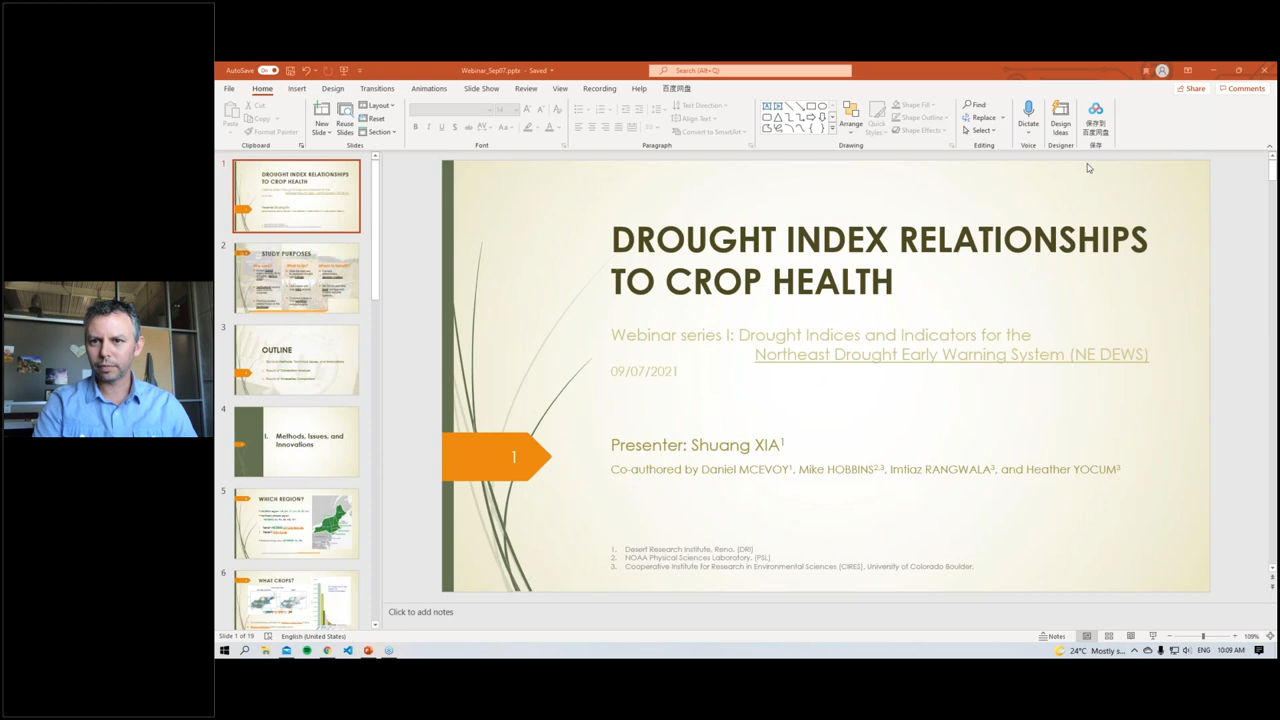 AutoSave On Webinar_Sep07.pptx - Saved Search (Alt+Q)
File Home Insert Design Transitions Animations Slide Show Review View Recording Help 百度网盘 Share Comments
Paste Cut Copy Format Painter
Clipboard
New Slide Reuse Slides Layout Reset Section
Slides
Font
Text Direction Align Text Convert to SmartArt
Paragraph
Arrange Quick Styles Shape Fill Shape Outline Shape Effects
Drawing
Find Replace Select
Editing
Dictate
Voice
Design Ideas
Designer
保存到 百度网盘
保存
1
DROUGHT INDEX RELATIONSHIPS
TO CROP HEALTH
2
STUDY PURPOSES
3
OUTLINE
4
I. Methods, Issues, and
Innovations
5
WHICH REGION?
6
WHAT CROPS?
DROUGHT INDEX RELATIONSHIPS
TO CROP HEALTH
Webinar series I: Drought Indices and Indicators for the
Northeast Drought Early Warning System (NE DEWS)
09/07/2021
1
Presenter: Shuang XIA1
Co-authored by Daniel MCEVOY1, Mike HOBBINS2,3, Imtiaz RANGWALA3, and Heather YOCUM3
1. Desert Research Institute, Reno. (DRI)
2. NOAA Physical Sciences Laboratory. (PSL)
3. Cooperative Institute for Research in Environmental Sciences (CIRES), University of Colorado Boulder.
Click to add notes
Slide 1 of 19 English (United States) Notes 109%
24°C Mostly s... ENG 10:09 AM